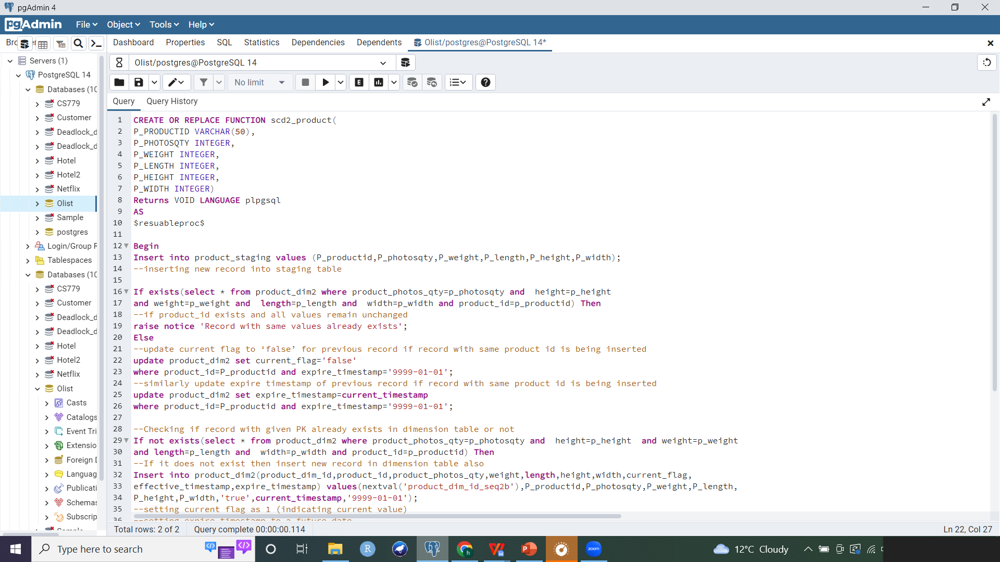 pgAdmin 4
pgAdmin File Object Tools Help
Dashboard Properties SQL Statistics Dependencies Dependents Olist/postgres@PostgreSQL 14*
Servers (1)
PostgreSQL 14
Databases (10
CS779
Customer
Deadlock_d
Deadlock_d
Hotel
Hotel2
Netflix
Olist
Sample
postgres
Login/Group R
Tablespaces
Databases (10
CS779
Customer
Deadlock_d
Deadlock_d
Hotel
Hotel2
Netflix
Olist
Casts
Catalogs
Event Tri
Extensio
Foreign D
Languag
Publicati
Schemas
Subscrip
Olist/postgres@PostgreSQL 14
No limit
Query Query History
1 CREATE OR REPLACE FUNCTION scd2_product(
2 P_PRODUCTID VARCHAR(50),
3 P_PHOTOSQTY INTEGER,
4 P_WEIGHT INTEGER,
5 P_LENGTH INTEGER,
6 P_HEIGHT INTEGER,
7 P_WIDTH INTEGER)
8 Returns VOID LANGUAGE plpgsql
9 AS
10 $resuableproc$
11
12 Begin
13 Insert into product_staging values (P_productid,P_photosqty,P_weight,P_length,P_height,P_width);
14 --inserting new record into staging table
15
16 If exists(select * from product_dim2 where product_photos_qty=p_photosqty and  height=p_height
17 and weight=p_weight and  length=p_length and  width=p_width and product_id=p_productid) Then
18 --if product_id exists and all values remain unchanged
19 raise notice 'Record with same values already exists';
20 Else
21 --update current flag to ‘false’ for previous record if record with same product id is being inserted
22 update product_dim2 set current_flag='false'
23 where product_id=P_productid and expire_timestamp='9999-01-01';
24 --similarly update expire timestamp of previous record if record with same product id is being inserted
25 update product_dim2 set expire_timestamp=current_timestamp
26 where product_id=P_productid and expire_timestamp='9999-01-01';
27
28 --Checking if record with given PK already exists in dimension table or not
29 If not exists(select * from product_dim2 where product_photos_qty=p_photosqty and  height=p_height  and weight=p_weight
30 and length=p_length and  width=p_width and product_id=p_productid) Then
31 --If it does not exist then insert new record in dimension table also
32 Insert into product_dim2(product_dim_id,product_id,product_photos_qty,weight,length,height,width,current_flag,
33 effective_timestamp,expire_timestamp) values(nextval('product_dim_id_seq2b'),P_productid,P_photosqty,P_weight,P_length,
34 P_height,P_width,'true',current_timestamp,'9999-01-01');
35 --setting current flag as 1 (indicating current value)
36 --setting expire timestamp to a future date
Total rows: 2 of 2 Query complete 00:00:00.114 Ln 22, Col 27
Type here to search
zoom
12°C Cloudy